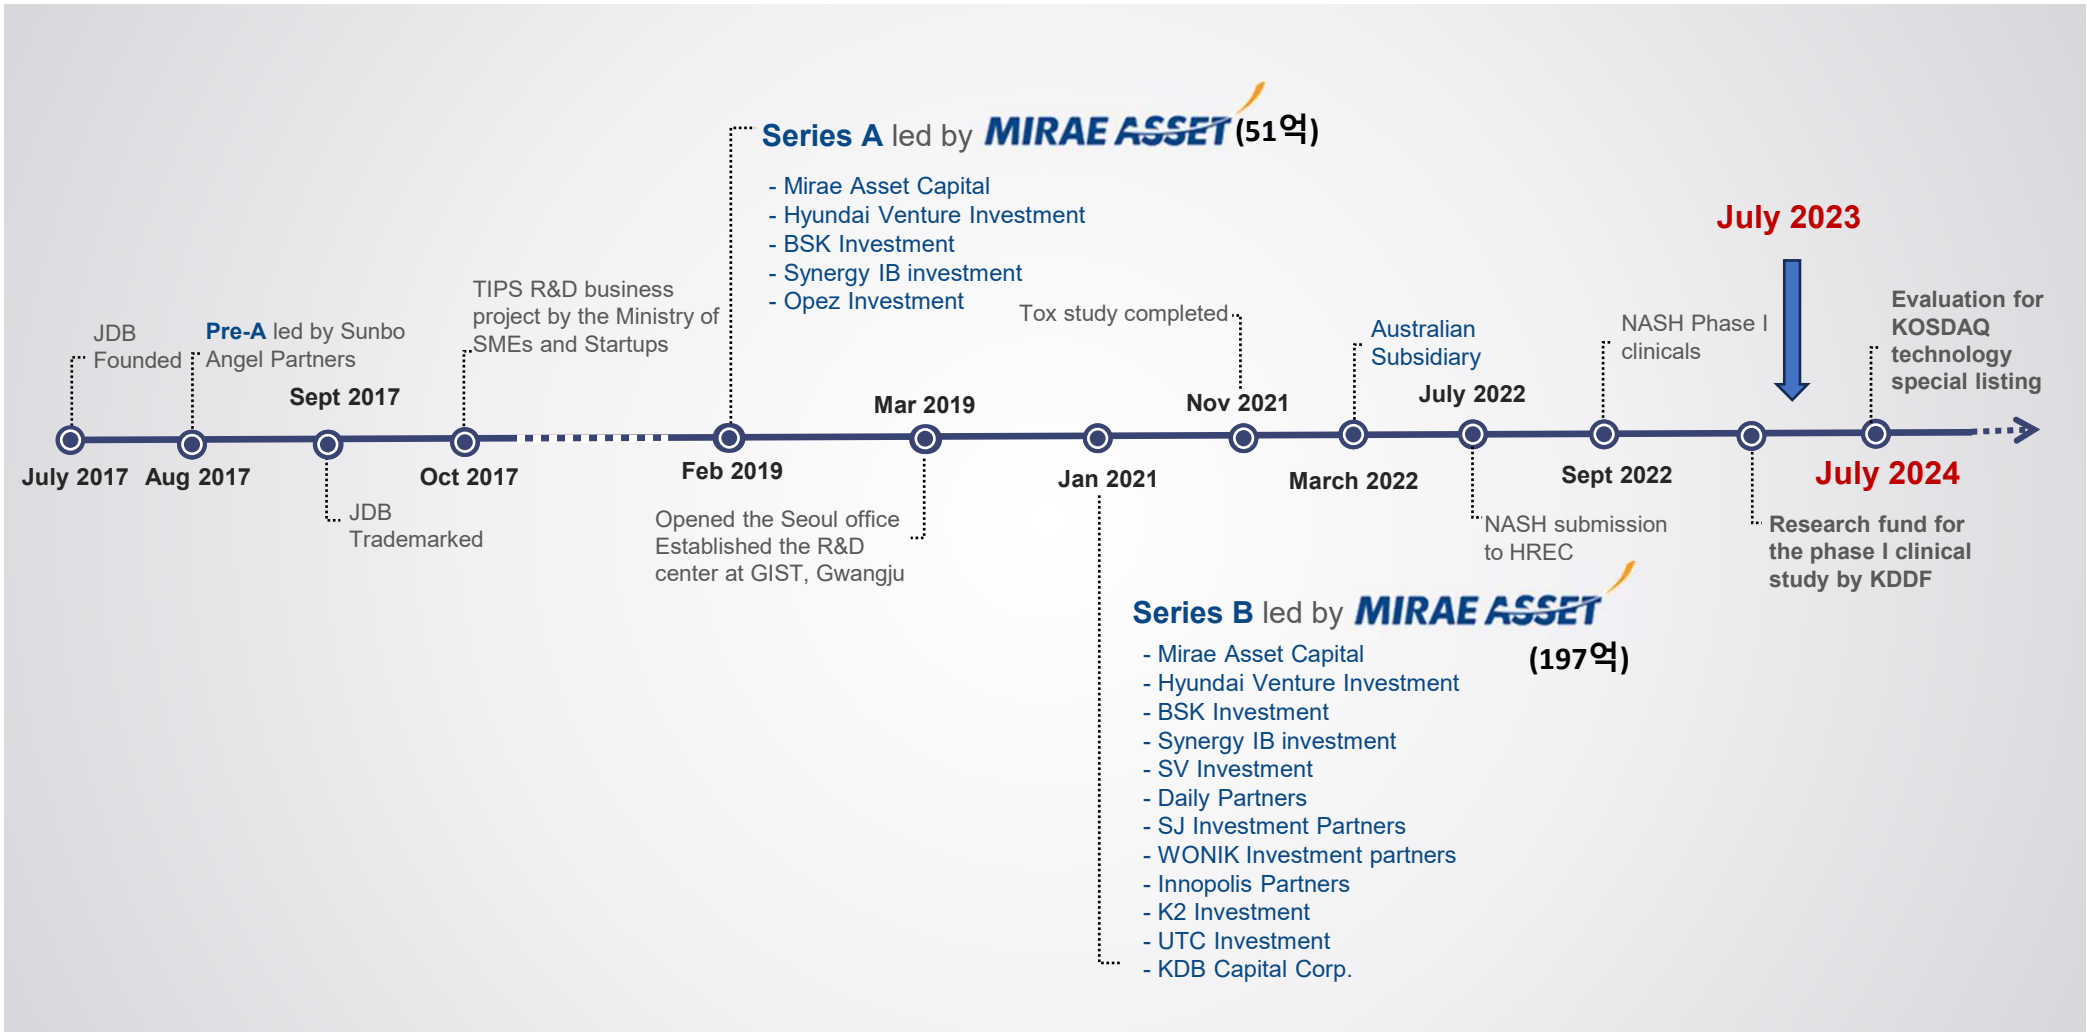 Series A led by MIRAE ASSET (51억)
- Mirae Asset Capital
- Hyundai Venture Investment
- BSK Investment
- Synergy IB investment
- Opez Investment
July 2023
JDB
Founded
Pre-A led by Sunbo
Angel Partners
Sept 2017
TIPS R&D business
project by the Ministry of
SMEs and Startups
Mar 2019
Tox study completed
Nov 2021
Australian
Subsidiary
July 2022
NASH Phase I
clinicals
Evaluation for
KOSDAQ
technology
special listing
July 2017
Aug 2017
Oct 2017
Feb 2019
Jan 2021
March 2022
Sept 2022
July 2024
JDB
Trademarked
Opened the Seoul office
Established the R&D
center at GIST, Gwangju
NASH submission
to HREC
Research fund for
the phase I clinical
study by KDDF
Series B led by MIRAE ASSET
(197억)
- Mirae Asset Capital
- Hyundai Venture Investment
- BSK Investment
- Synergy IB investment
- SV Investment
- Daily Partners
- SJ Investment Partners
- WONIK Investment partners
- Innopolis Partners
- K2 Investment
- UTC Investment
- KDB Capital Corp.